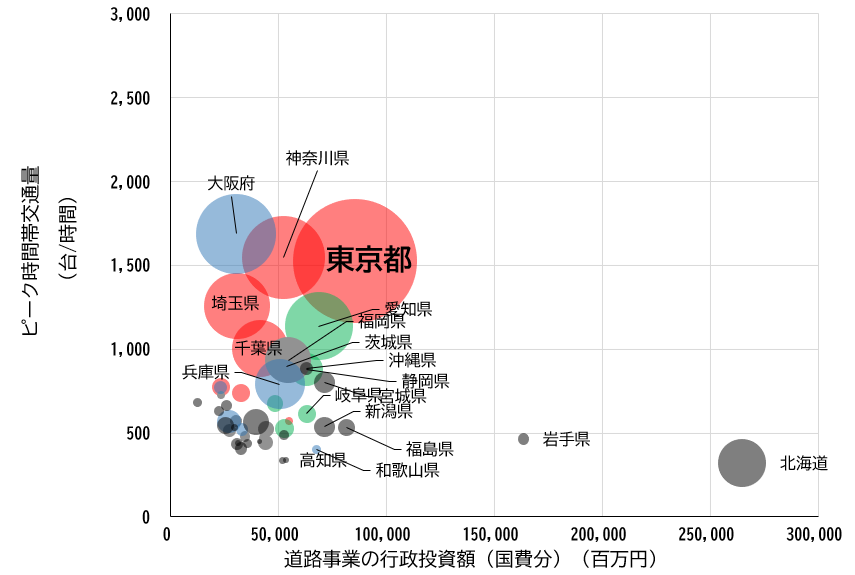 3,000
2,500
2,000
1,500
1,000
500
0
ピーク時間帯交通量
（台/時間）
神奈川県
大阪府
東京都
埼玉県
愛知県
福岡県
千葉県
茨城県
沖縄県
兵庫県
静岡県
岐阜県
宮城県
新潟県
福島県
高知県
和歌山県
岩手県
北海道
0
50,000
100,000
150,000
200,000
250,000
300,000
道路事業の行政投資額（国費分）（百万円）